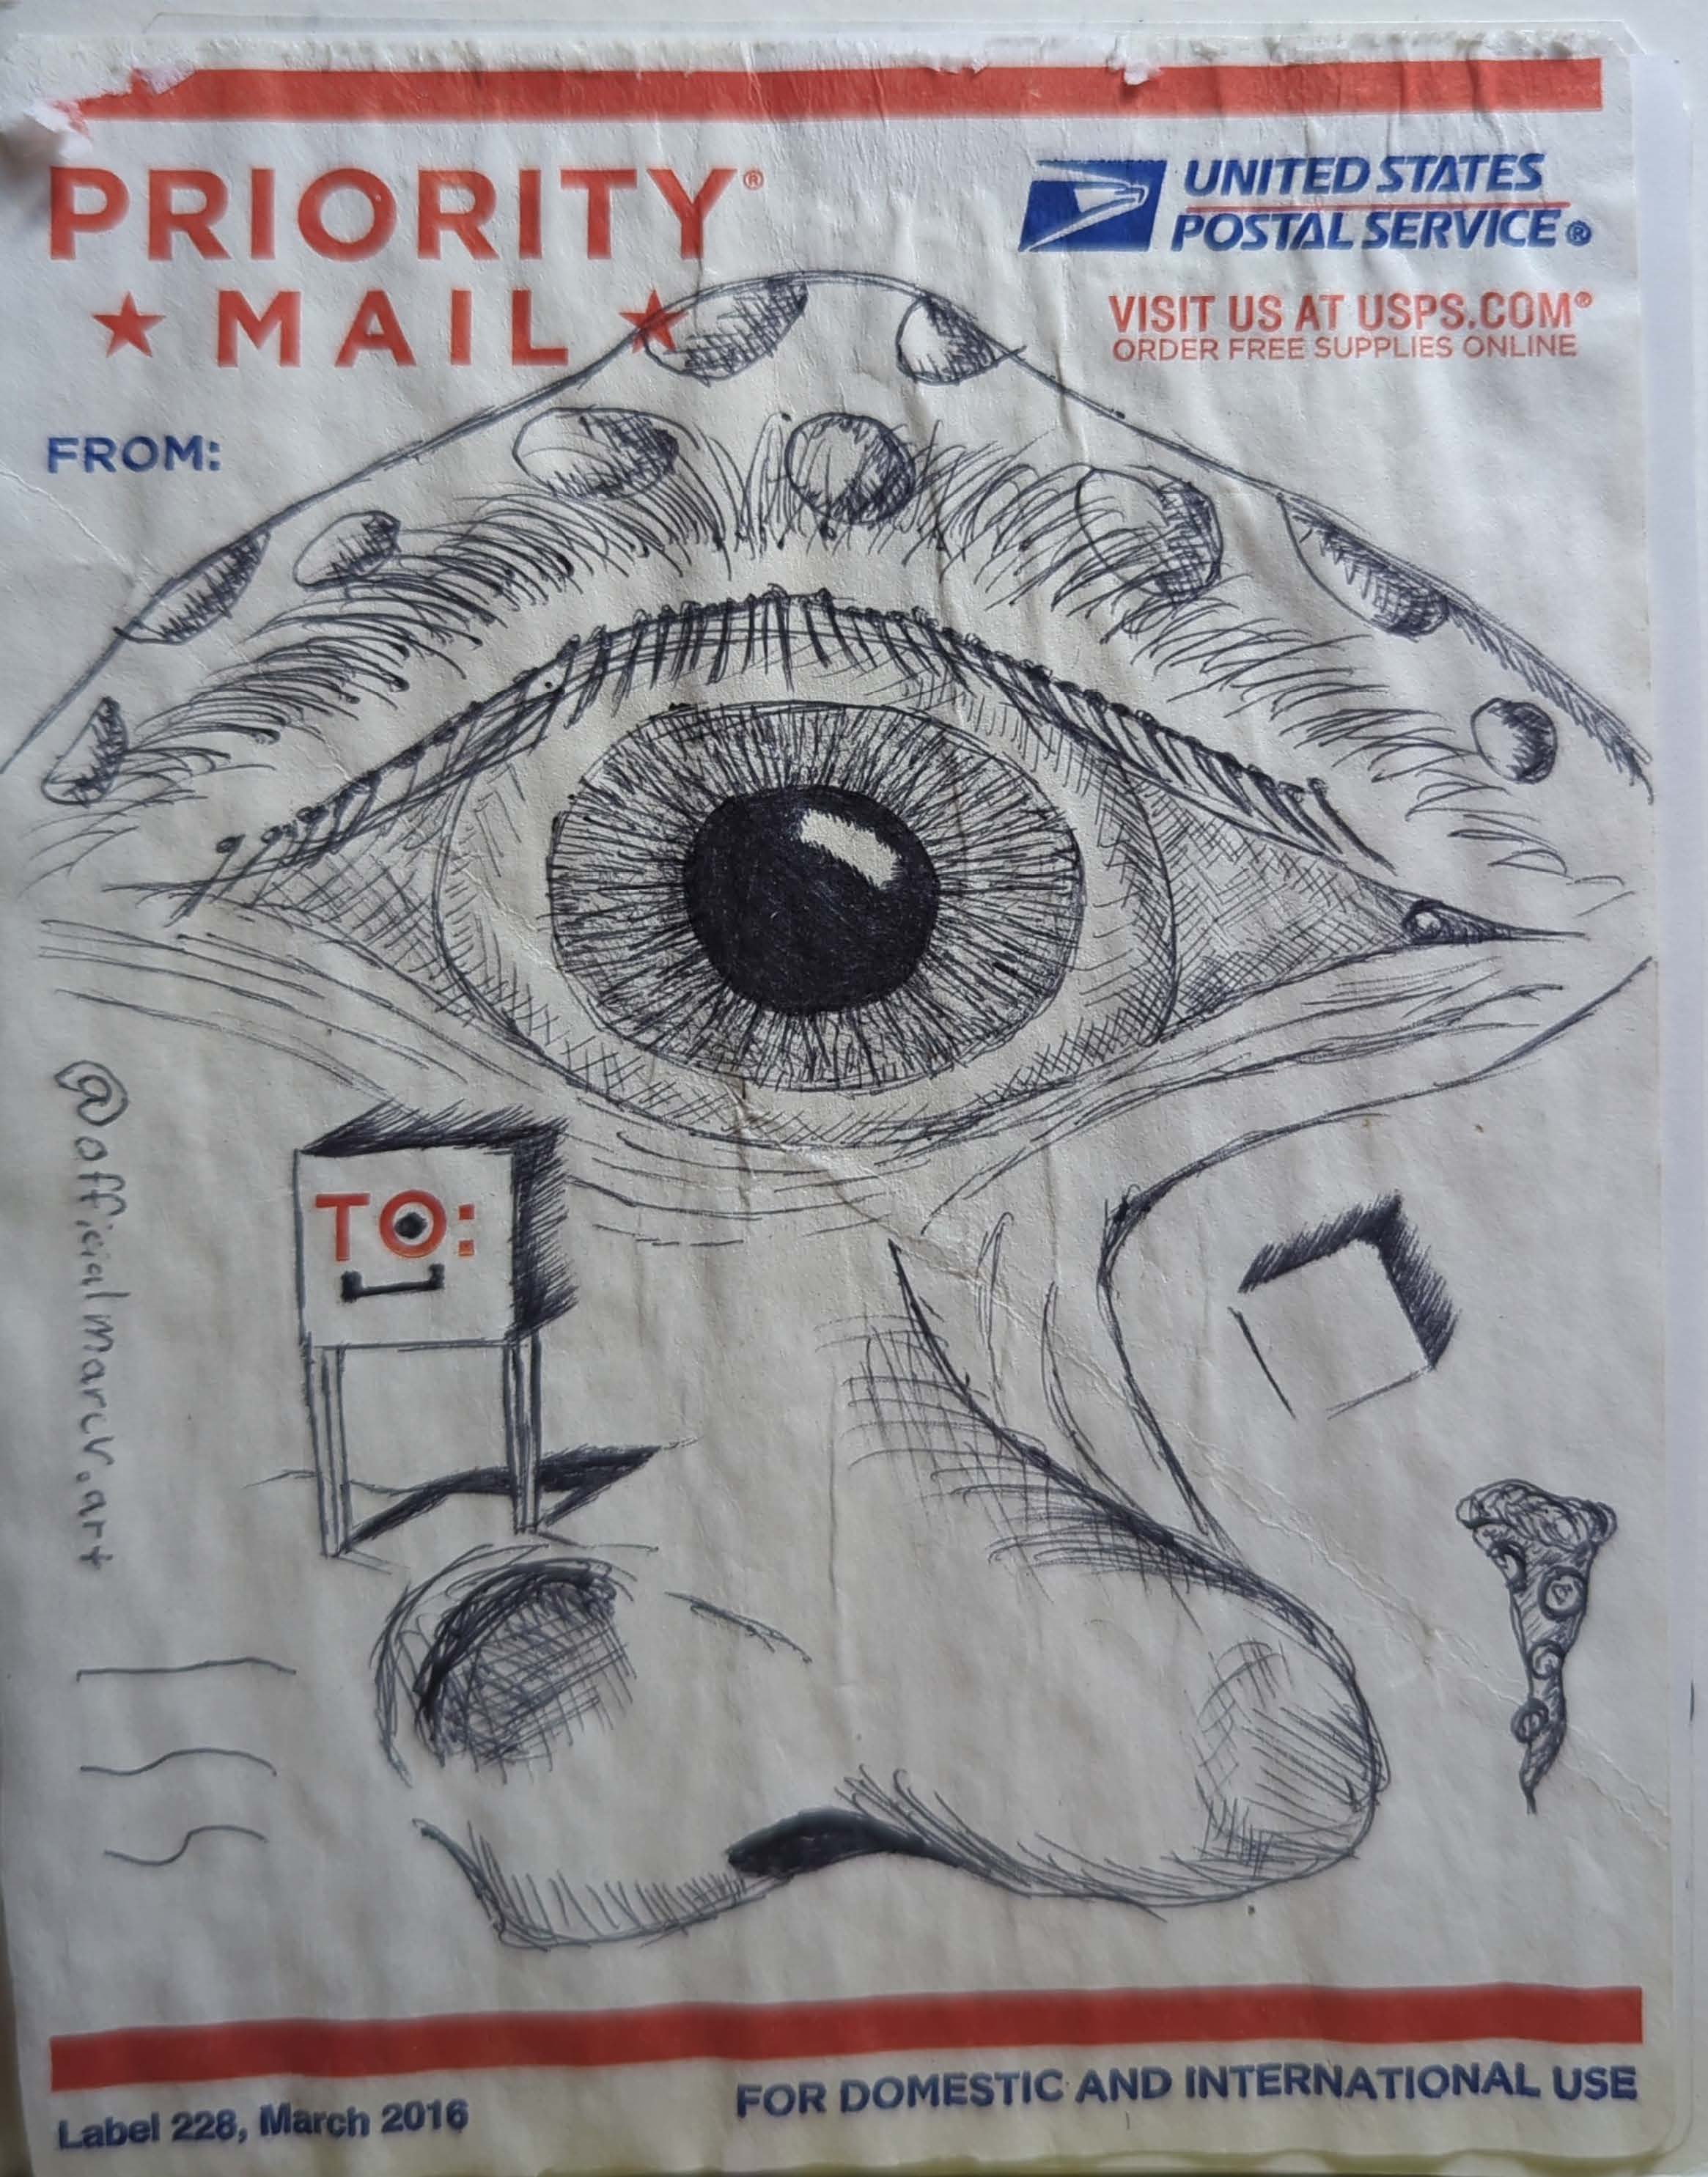 PRIORITY®
★ MAIL ★
UNITED STATES
POSTAL SERVICE®
VISIT US AT USPS.COM®
ORDER FREE SUPPLIES ONLINE
FROM:
@officialmarcv.art
TO:
Label 228, March 2016
FOR DOMESTIC AND INTERNATIONAL USE